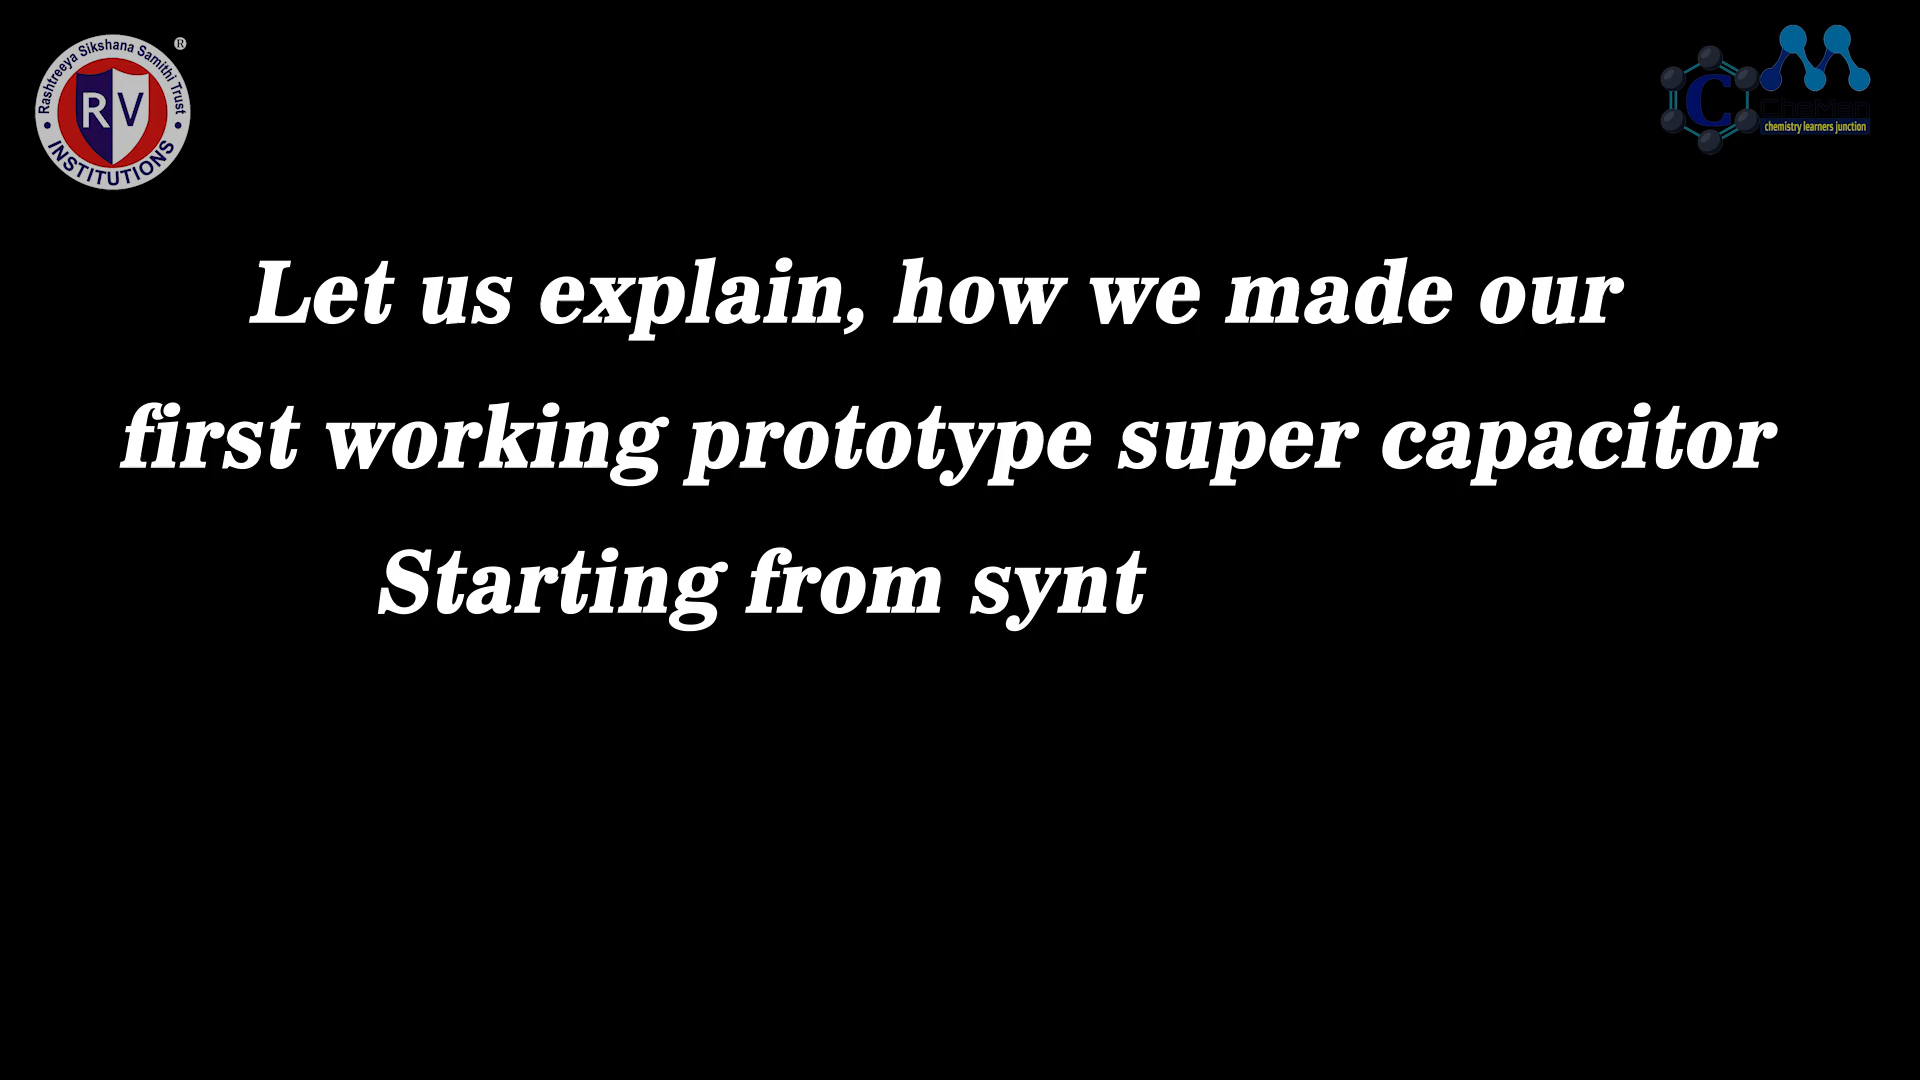 Rashtreeya Sikshana Samithi Trust
®
RV
INSTITUTIONS
C
CheMan
chemistry learners junction
Let us explain, how we made our
first working prototype super capacitor
Starting from synt